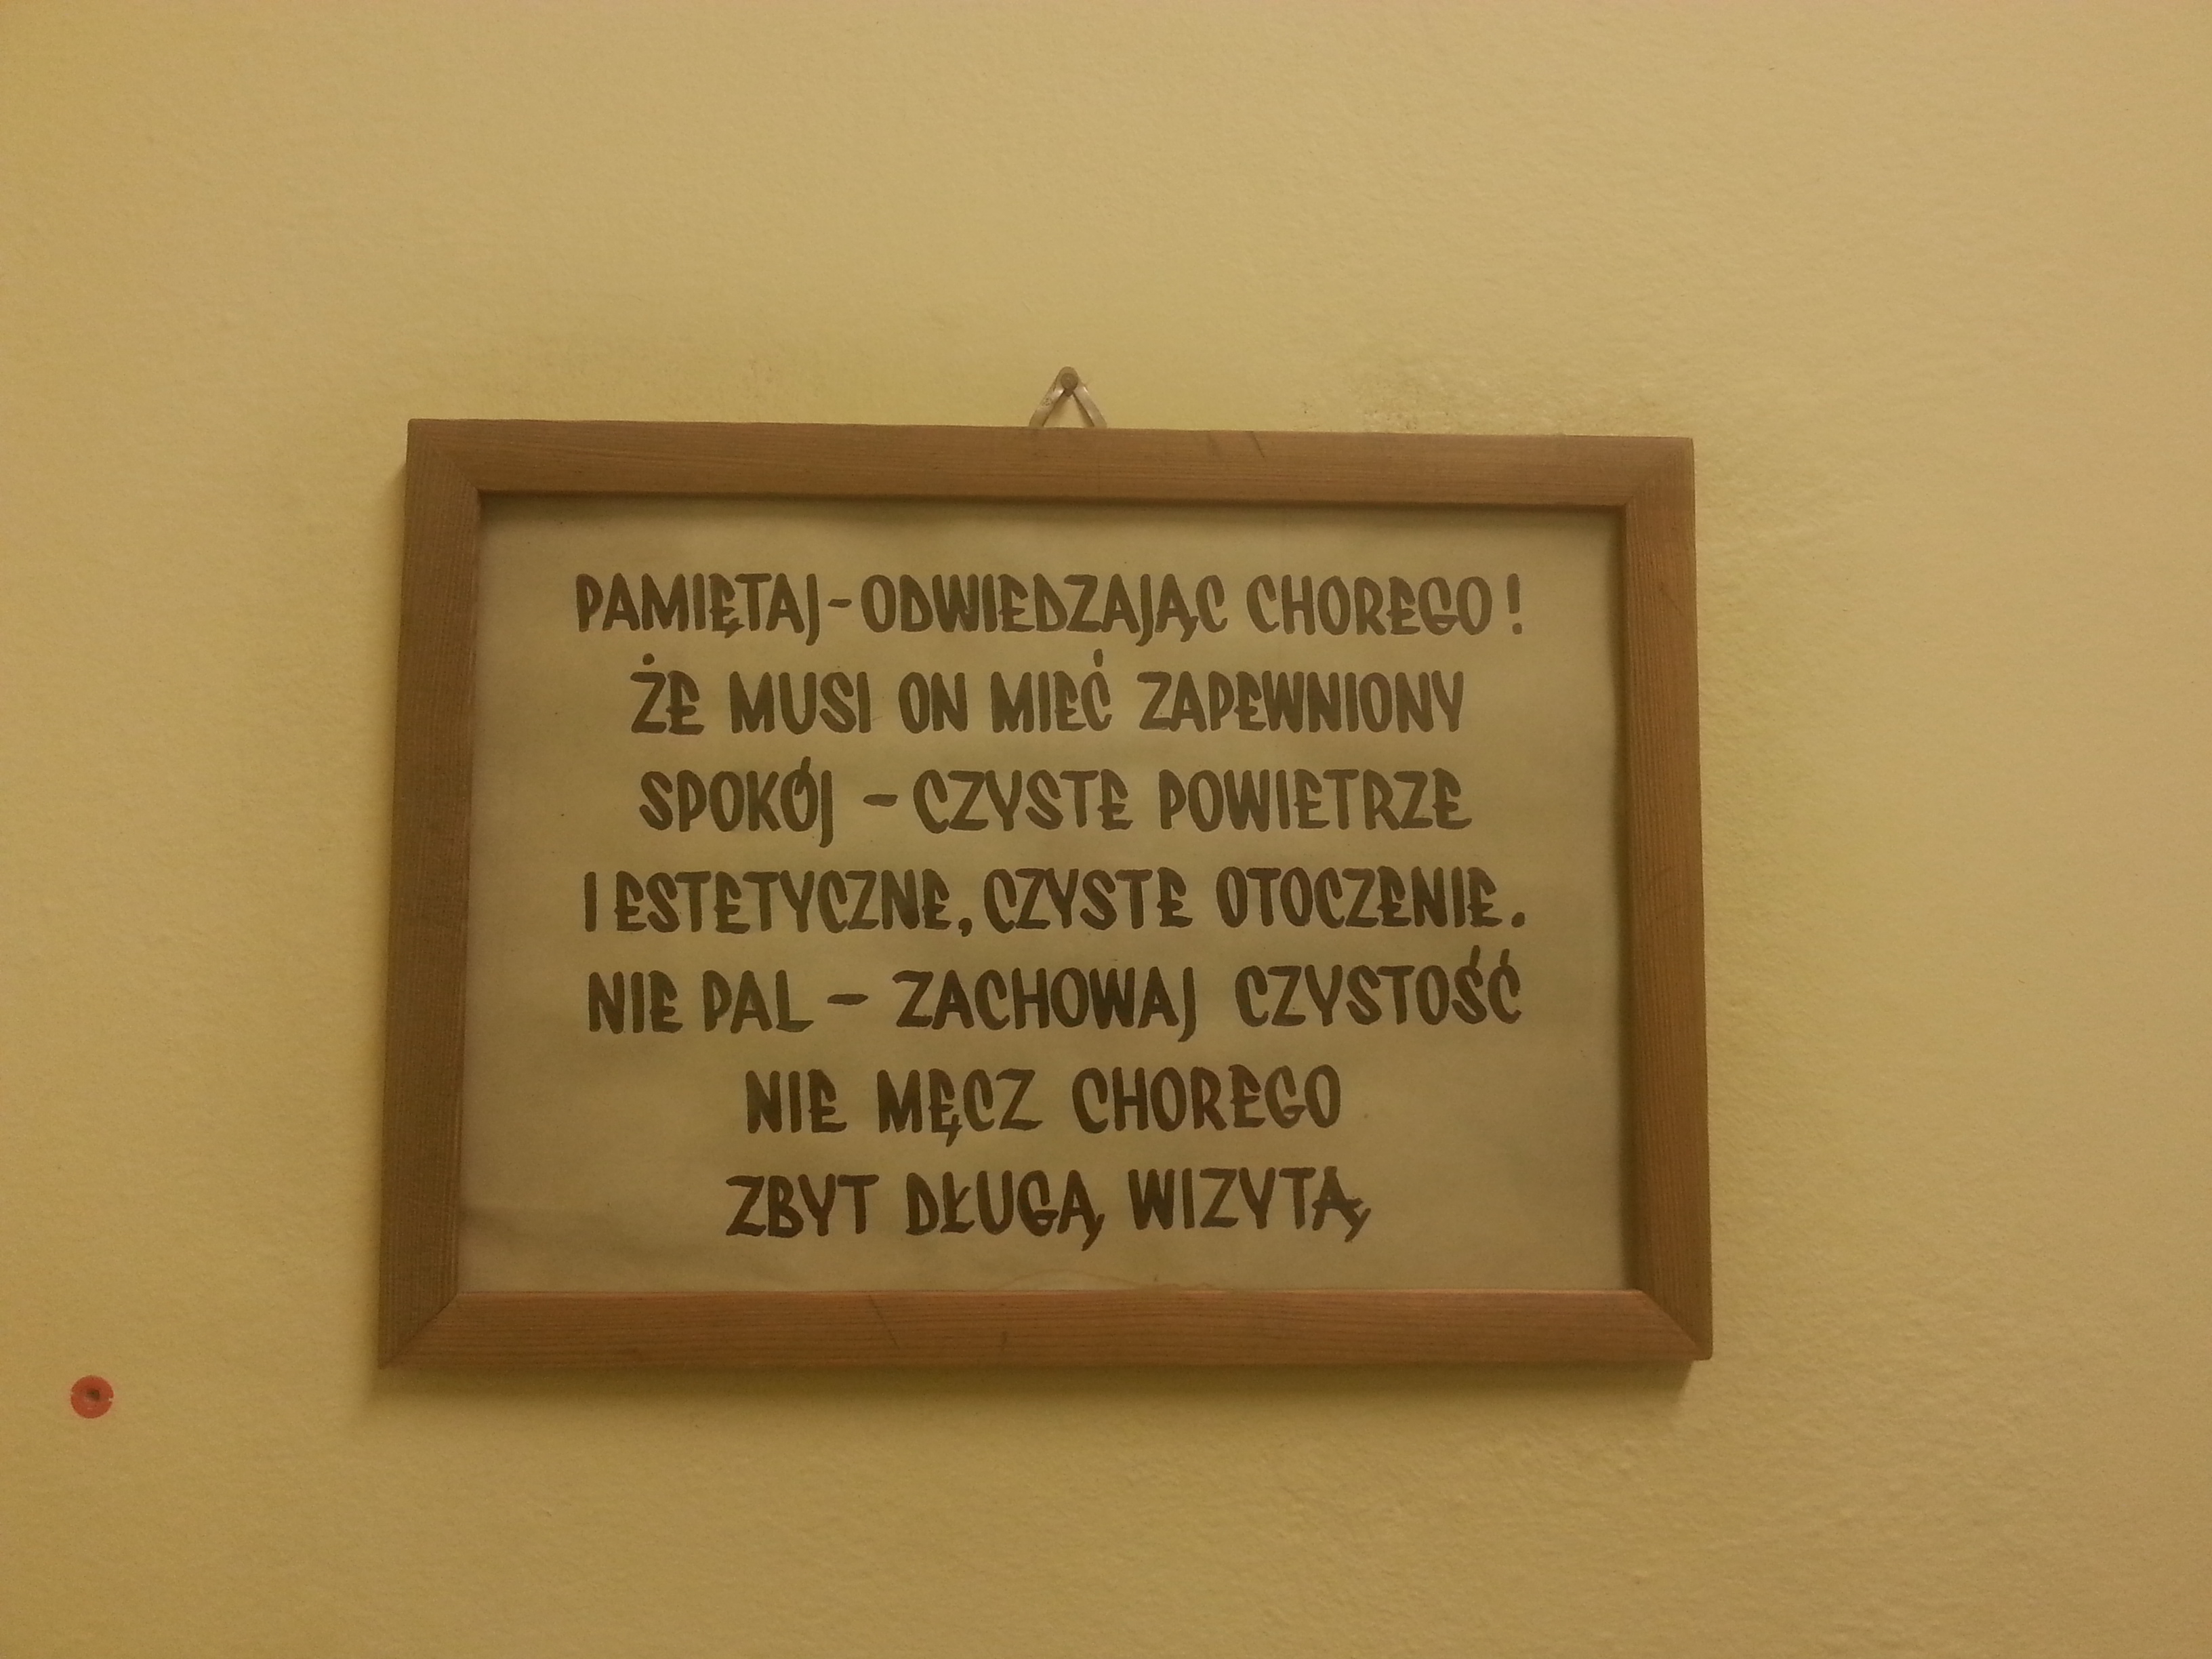 PAMIĘTAJ-ODWIEDZAJĄC CHOREGO!
ŻE MUSI ON MIEĆ ZAPEWNIONY
SPOKÓJ - CZYSTE POWIETRZE
I ESTETYCZNE, CZYSTE OTOCZENIE.
NIE PAL - ZACHOWAJ CZYSTOŚĆ
NIE MĘCZ CHOREGO
ZBYT DŁUGĄ WIZYTĄ